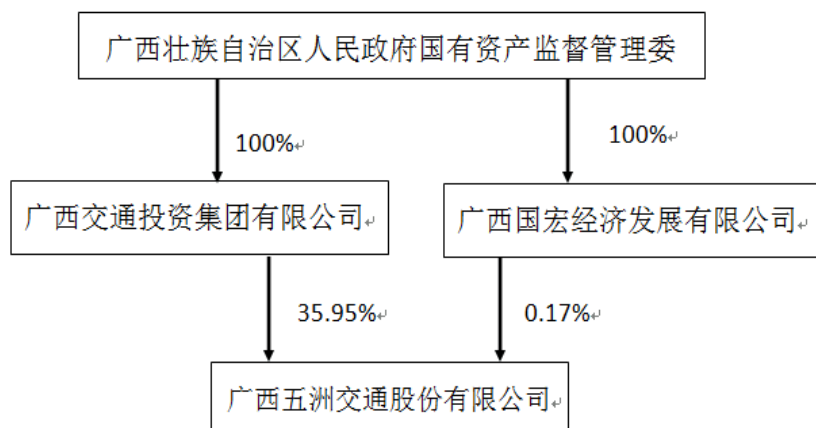 广西壮族自治区人民政府国有资产监督管理委
100%
100%
广西交通投资集团有限公司
广西国宏经济发展有限公司
35.95%
0.17%
广西五洲交通股份有限公司